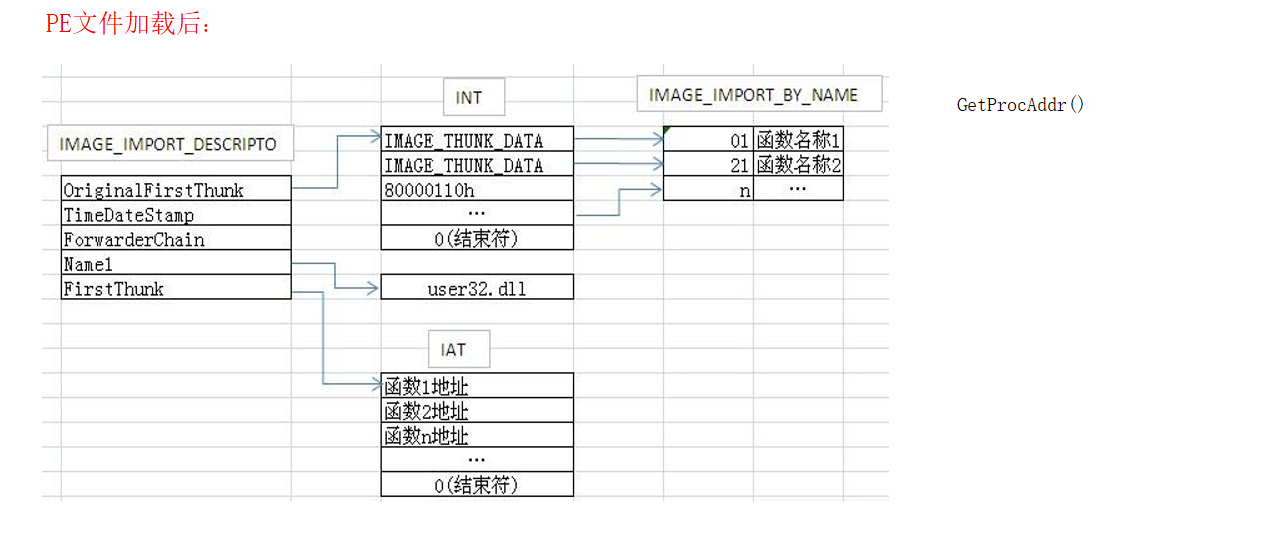 PE文件加载后:
INT
IMAGE_IMPORT_BY_NAME
GetProcAddr()
IMAGE_IMPORT_DESCRIPTO
IMAGE_THUNK_DATA
01 函数名称1
IMAGE_THUNK_DATA
21 函数名称2
OriginalFirstThunk
80000110h
n …
TimeDateStamp
…
ForwarderChain
0(结束符)
Name1
FirstThunk
user32.dll
IAT
函数1地址
函数2地址
函数n地址
…
0(结束符)